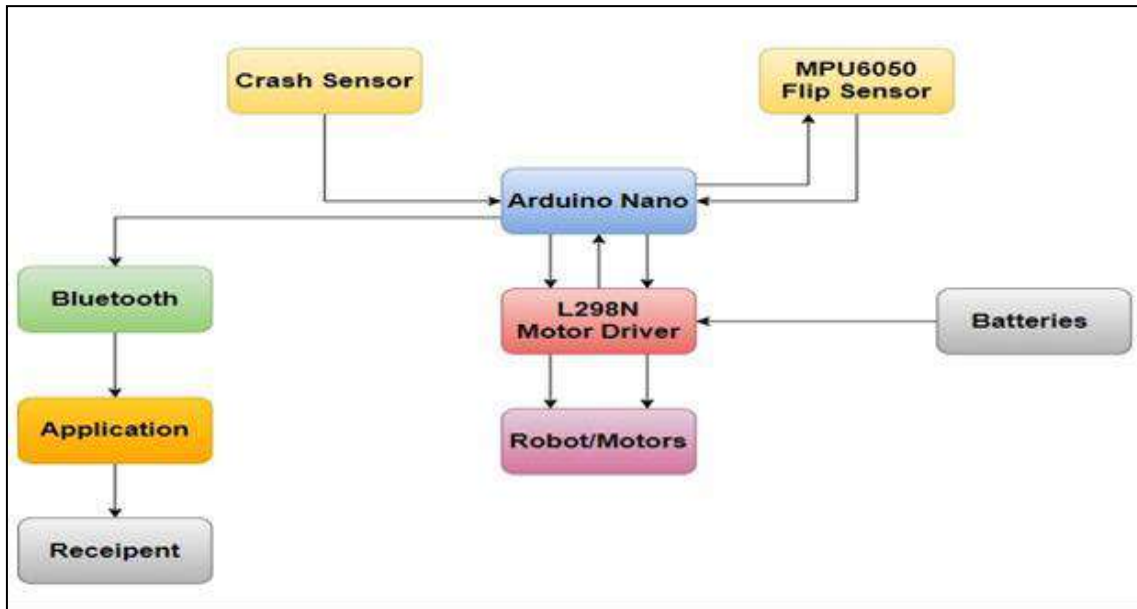 Crash Sensor
MPU6050
Flip Sensor
Arduino Nano
Bluetooth
L298N
Motor Driver
Batteries
Application
Robot/Motors
Receipent